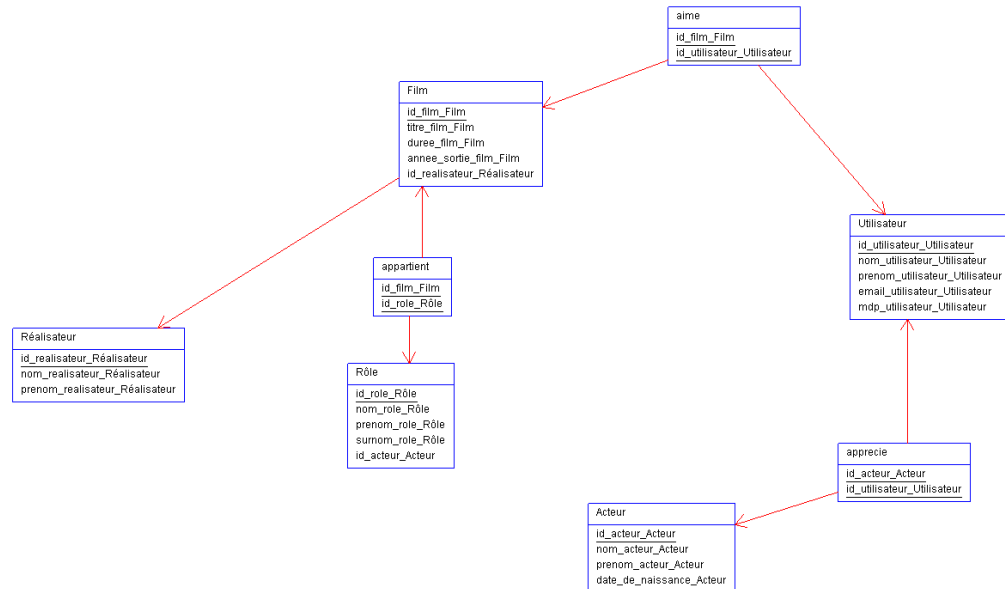 aime
id_film_Film
id_utilisateur_Utilisateur
Film
id_film_Film
titre_film_Film
duree_film_Film
annee_sortie_film_Film
id_realisateur_Réalisateur
Utilisateur
id_utilisateur_Utilisateur
nom_utilisateur_Utilisateur
prenom_utilisateur_Utilisateur
email_utilisateur_Utilisateur
mdp_utilisateur_Utilisateur
appartient
id_film_Film
id_role_Rôle
Réalisateur
id_realisateur_Réalisateur
nom_realisateur_Réalisateur
prenom_realisateur_Réalisateur
Rôle
id_role_Rôle
nom_role_Rôle
prenom_role_Rôle
surnom_role_Rôle
id_acteur_Acteur
apprecie
id_acteur_Acteur
id_utilisateur_Utilisateur
Acteur
id_acteur_Acteur
nom_acteur_Acteur
prenom_acteur_Acteur
date_de_naissance_Acteur